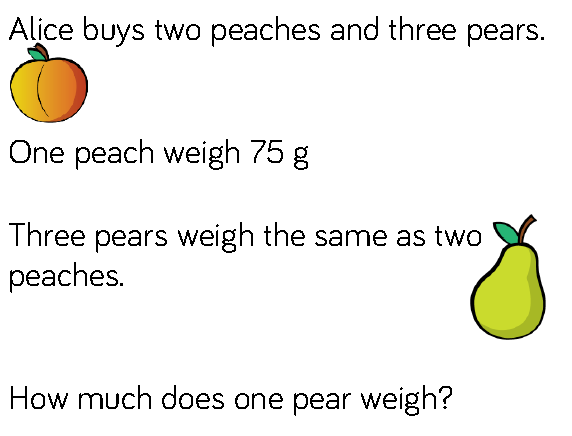 Alice buys two peaches and three pears.
One peach weigh 75 g
Three pears weigh the same as two
peaches.
How much does one pear weigh?